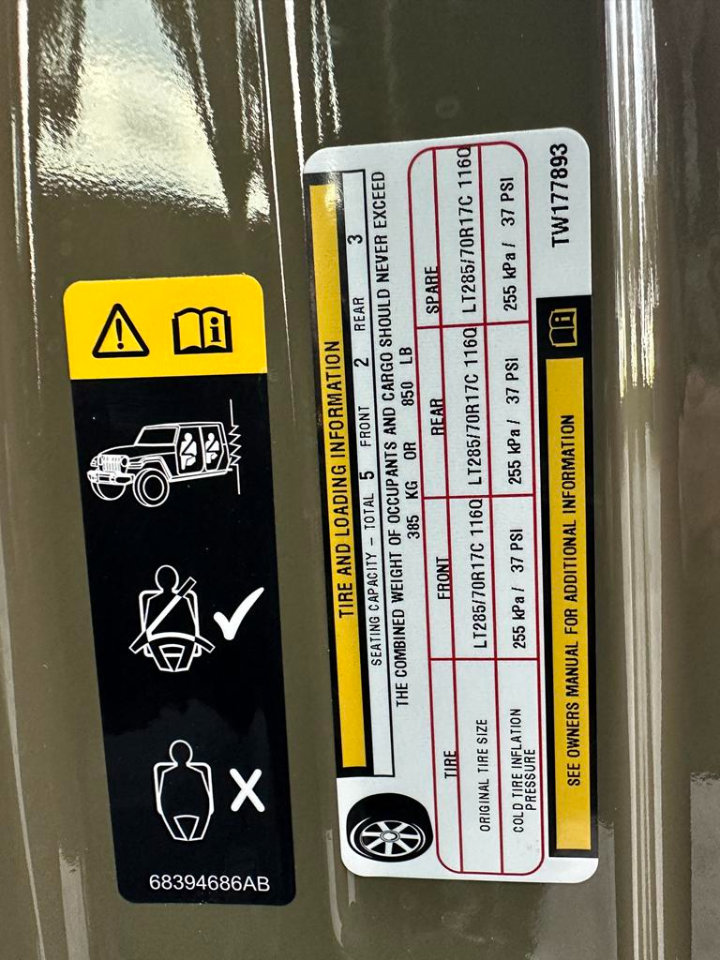 68394686AB
TIRE AND LOADING INFORMATION
SEATING CAPACITY – TOTAL 5 FRONT 2 REAR 3
THE COMBINED WEIGHT OF OCCUPANTS AND CARGO SHOULD NEVER EXCEED
385 KG OR 850 LB
TIRE FRONT REAR SPARE
ORIGINAL TIRE SIZE LT285/70R17C 116Q LT285/70R17C 116Q LT285/70R17C 116Q
COLD TIRE INFLATION
PRESSURE 255 kPa / 37 PSI 255 kPa / 37 PSI 255 kPa / 37 PSI
SEE OWNERS MANUAL FOR ADDITIONAL INFORMATION
TW177893